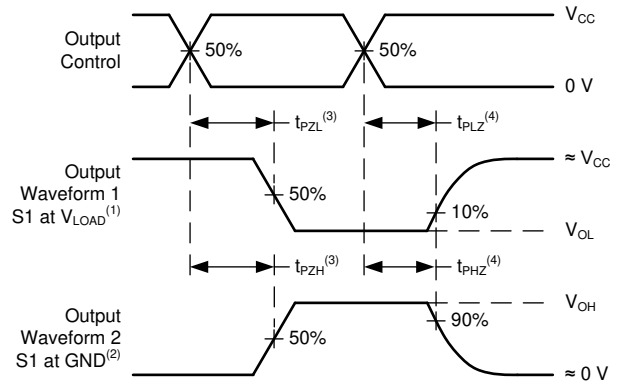 V<sub>CC</sub>
Output
Control
50%
50%
0 V
t<sub>PZL</sub><sup>(3)</sup>
t<sub>PLZ</sub><sup>(4)</sup>
≈ V<sub>CC</sub>
Output
Waveform 1
S1 at V<sub>LOAD</sub><sup>(1)</sup>
50%
10%
V<sub>OL</sub>
t<sub>PZH</sub><sup>(3)</sup>
t<sub>PHZ</sub><sup>(4)</sup>
V<sub>OH</sub>
Output
Waveform 2
S1 at GND<sup>(2)</sup>
50%
90%
≈ 0 V